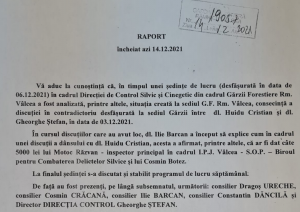 1905.7
14.12.2021
RAPORT
încheiat azi 14.12.2021
Vă aduc la cunoștință că, în timpul unei ședințe de lucru (desfășurată în data de
06.12.2021) în cadrul Direcției de Control Silvic și Cinegetic din cadrul Gărzii Forestiere Rm.
Vâlcea a fost analizată, printre altele, situația creată la sediul G.F. Rm. Vâlcea, consecință a
discuției în contradictoriu desfășurată la sediul Gărzii între dl. Huidu Cristian și dl.
Gheorghe Ștefan, în data de 03.12.2021.
În cursul discuțiilor care au avut loc, dl. Ilie Barcan a început să explice cum în cadrul
unei discuții a dânsului cu dl. Huidu Cristian, acesta a afirmat, printre altele, că ar fi dat câte
5000 lei lui Motor Răzvan - inspector principal în cadrul I.P.J. Vâlcea - S.O.P. –
Biroul pentru Combaterea Delictelor Silvice și lui Cosmin Botez.
La finalul ședinței s-a discutat și stabilit programul de lucru săptămânal.
De față au fost prezenți, pe lângă subsemnatul, următorii: consilier Dragoș URECHE,
consilier Cosmin CRĂCANĂ, consilier Ilie BARCAN, consilier Constantin DĂNCILĂ și
Director DIRECȚIA CONTROL Gheorghe ȘTEFAN.